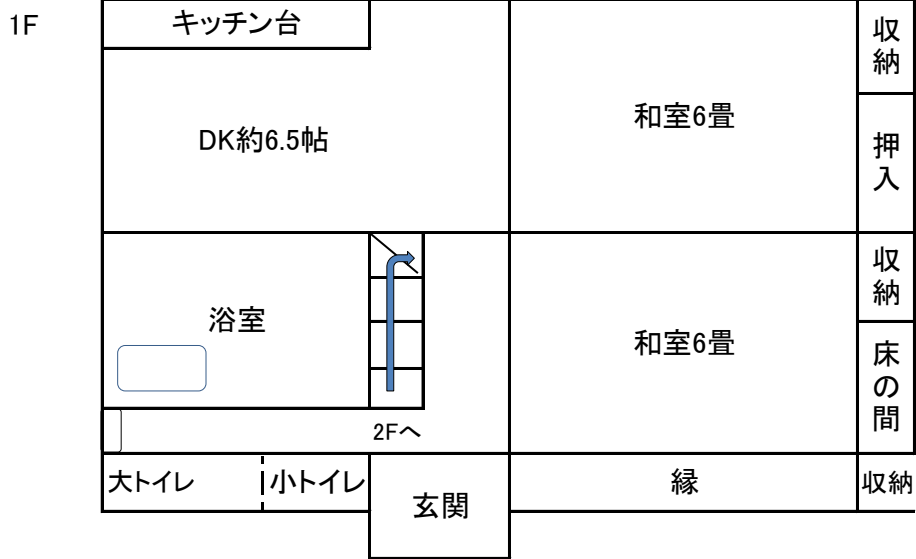 1F
キッチン台
収納
DK約6.5帖
和室6畳
押入
浴室
和室6畳
収納
床の間
2Fへ
大トイレ
小トイレ
玄関
縁
収納